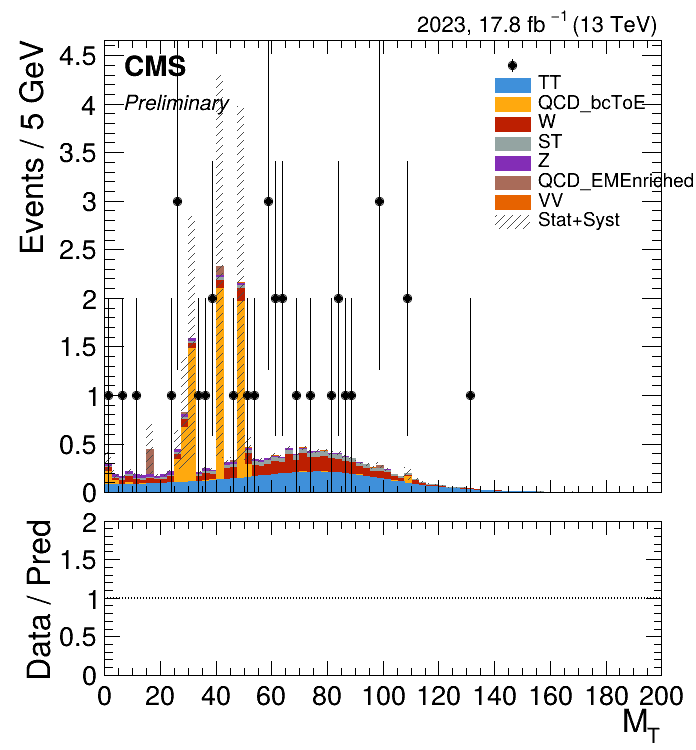 2023, 17.8 fb⁻¹ (13 TeV)
CMS
Preliminary
Events / 5 GeV
4.5
4
3.5
3
2.5
2
1.5
1
0.5
0
TT
QCD_bcToE
W
ST
Z
QCD_EMEnriched
VV
Stat+Syst
Data / Pred
2
1.5
1
0.5
0
0 20 40 60 80 100 120 140 160 180 200
M_T